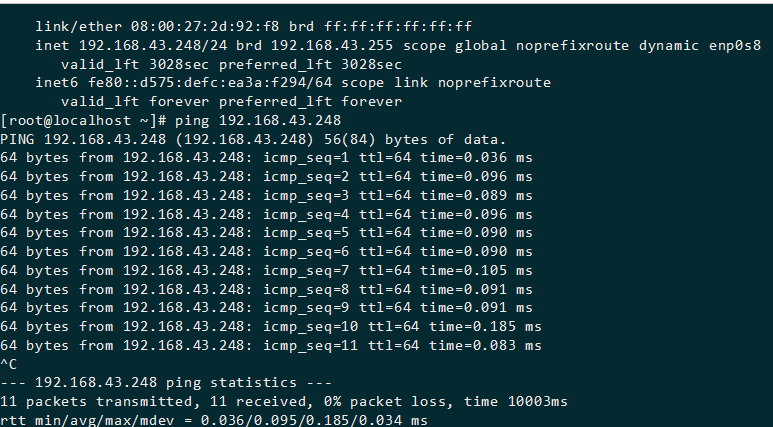 link/ether 08:00:27:2d:92:f8 brd ff:ff:ff:ff:ff:ff
inet 192.168.43.248/24 brd 192.168.43.255 scope global noprefixroute dynamic enp0s8
valid_lft 3028sec preferred_lft 3028sec
inet6 fe80::d575:defc:ea3a:f294/64 scope link noprefixroute
valid_lft forever preferred_lft forever
[root@localhost ~]# ping 192.168.43.248
PING 192.168.43.248 (192.168.43.248) 56(84) bytes of data.
64 bytes from 192.168.43.248: icmp_seq=1 ttl=64 time=0.036 ms
64 bytes from 192.168.43.248: icmp_seq=2 ttl=64 time=0.096 ms
64 bytes from 192.168.43.248: icmp_seq=3 ttl=64 time=0.089 ms
64 bytes from 192.168.43.248: icmp_seq=4 ttl=64 time=0.096 ms
64 bytes from 192.168.43.248: icmp_seq=5 ttl=64 time=0.090 ms
64 bytes from 192.168.43.248: icmp_seq=6 ttl=64 time=0.090 ms
64 bytes from 192.168.43.248: icmp_seq=7 ttl=64 time=0.105 ms
64 bytes from 192.168.43.248: icmp_seq=8 ttl=64 time=0.091 ms
64 bytes from 192.168.43.248: icmp_seq=9 ttl=64 time=0.091 ms
64 bytes from 192.168.43.248: icmp_seq=10 ttl=64 time=0.185 ms
64 bytes from 192.168.43.248: icmp_seq=11 ttl=64 time=0.083 ms
^C
--- 192.168.43.248 ping statistics ---
11 packets transmitted, 11 received, 0% packet loss, time 10003ms
rtt min/avg/max/mdev = 0.036/0.095/0.185/0.034 ms